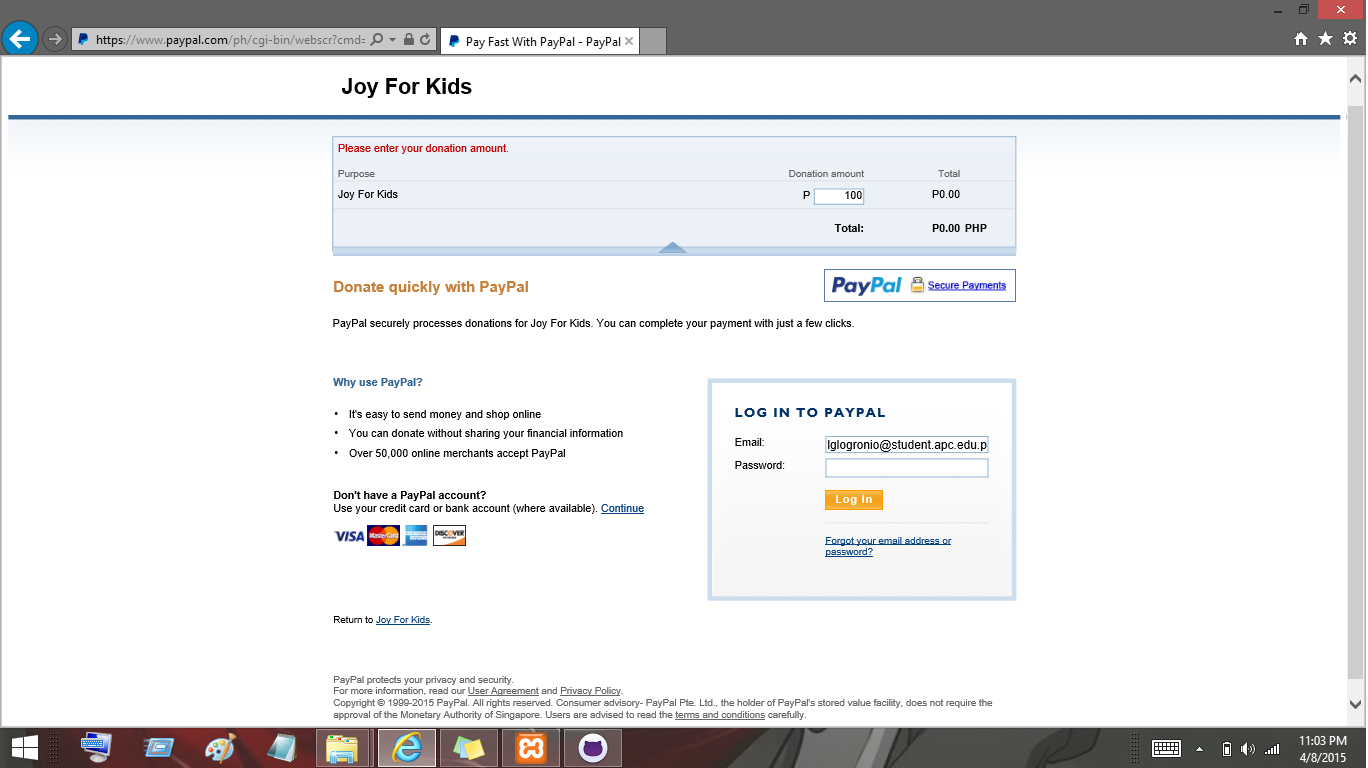 https://www.paypal.com/ph/cgi-bin/webscr?cmd=
Pay Fast With PayPal - PayPal
Joy For Kids
Please enter your donation amount.
Purpose Donation amount Total
Joy For Kids P 100 P0.00
Total: P0.00 PHP
Donate quickly with PayPal
PayPal Secure Payments
PayPal securely processes donations for Joy For Kids. You can complete your payment with just a few clicks.
Why use PayPal?
• It's easy to send money and shop online
• You can donate without sharing your financial information
• Over 50,000 online merchants accept PayPal
Don't have a PayPal account?
Use your credit card or bank account (where available). Continue
VISA MasterCard AMERICAN EXPRESS DISCOVER
LOG IN TO PAYPAL
Email: lglogronio@student.apc.edu.p
Password:
Log In
Forgot your email address or
password?
Return to Joy For Kids.
PayPal protects your privacy and security.
For more information, read our User Agreement and Privacy Policy.
Copyright © 1999-2015 PayPal. All rights reserved. Consumer advisory- PayPal Pte. Ltd., the holder of PayPal's stored value facility, does not require the
approval of the Monetary Authority of Singapore. Users are advised to read the terms and conditions carefully.
11:03 PM
4/8/2015